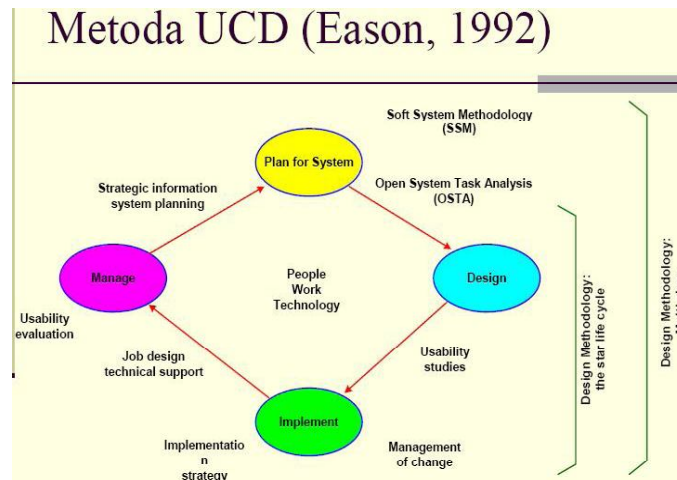 Metoda UCD (Eason, 1992)
Soft System Methodology
(SSM)
Plan for System
Strategic information
system planning
Open System Task Analysis
(OSTA)
Manage
People
Work
Technology
Design
Usability
evaluation
Job design
technical support
Usability
studies
Implement
Implementatio
n
strategy
Management
of change
Design Methodology:
the star life cycle
Design Methodology: